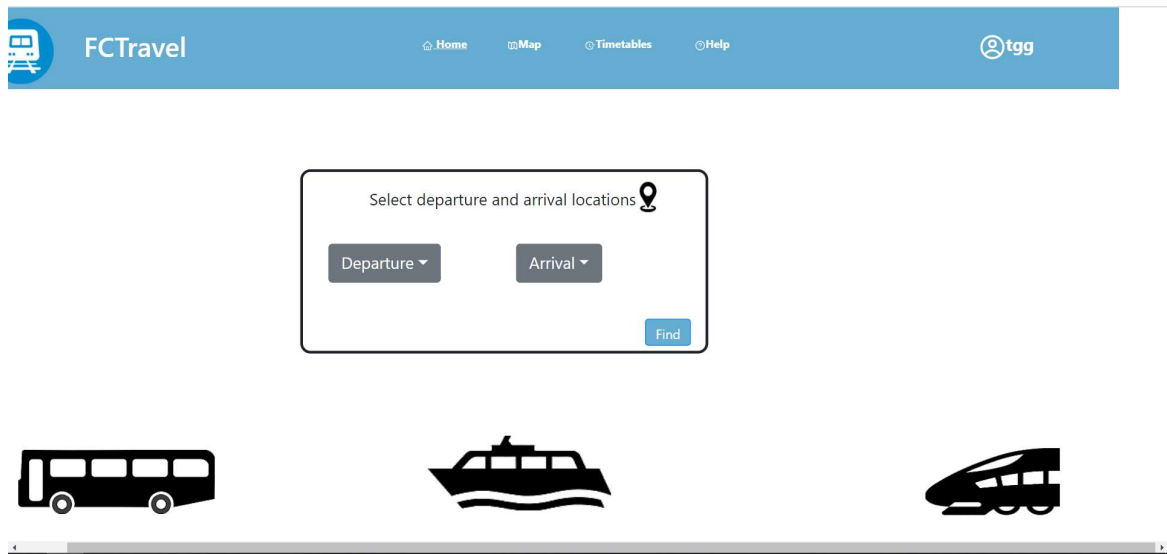 FCTravel Home Map Timetables Help tgg
Select departure and arrival locations
Departure Arrival
Find